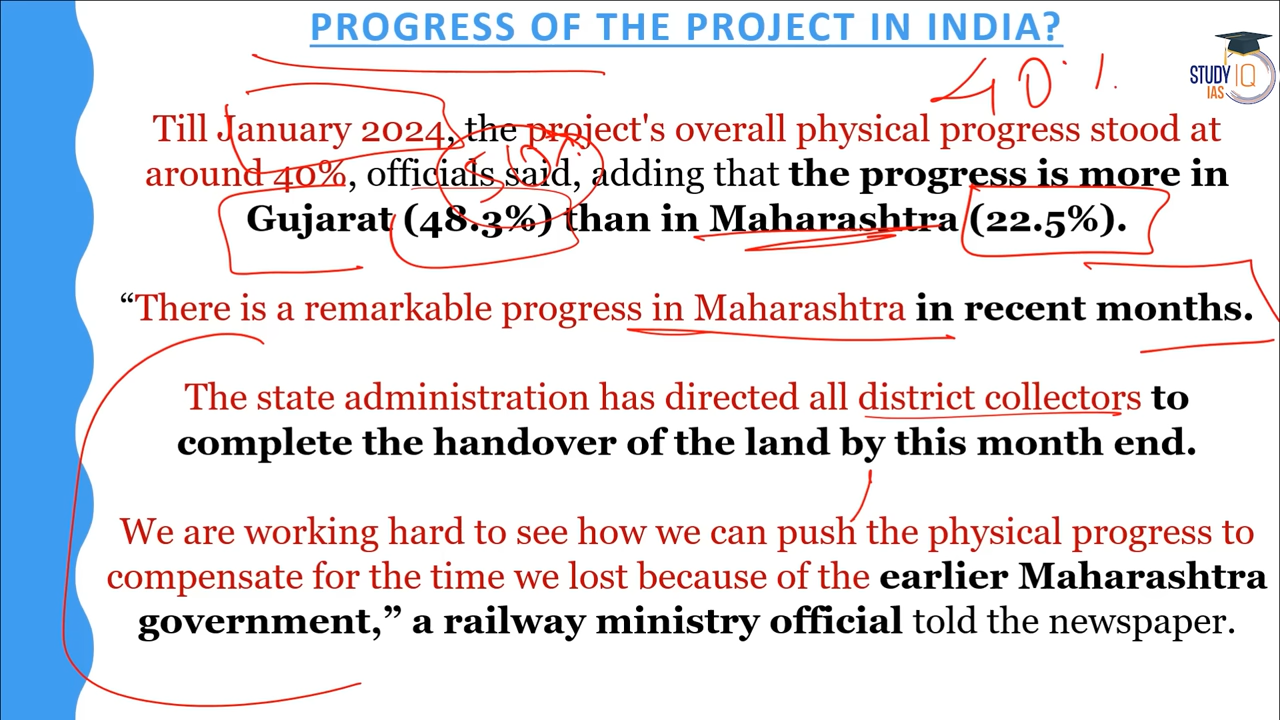 PROGRESS OF THE PROJECT IN INDIA?
STUDY IQ
IAS
40%
Till January 2024, the project's overall physical progress stood at
around 40%, officials said, adding that the progress is more in
Gujarat (48.3%) than in Maharashtra (22.5%).
“There is a remarkable progress in Maharashtra in recent months.
The state administration has directed all district collectors to
complete the handover of the land by this month end.
We are working hard to see how we can push the physical progress to
compensate for the time we lost because of the earlier Maharashtra
government,” a railway ministry official told the newspaper.